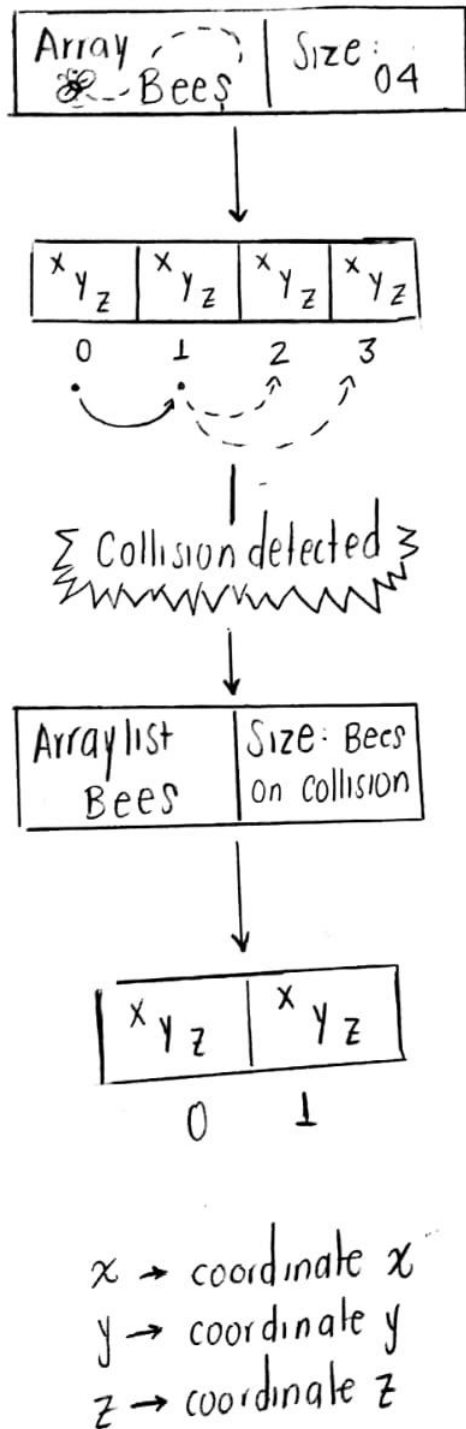 Array
Bees
Size:
04
x y z x y z x y z x y z
0 1 2 3
Collision detected
Arraylist
Bees
Size: Bees
on collision
x y z x y z
0 1
x → coordinate x
y → coordinate y
z → coordinate z